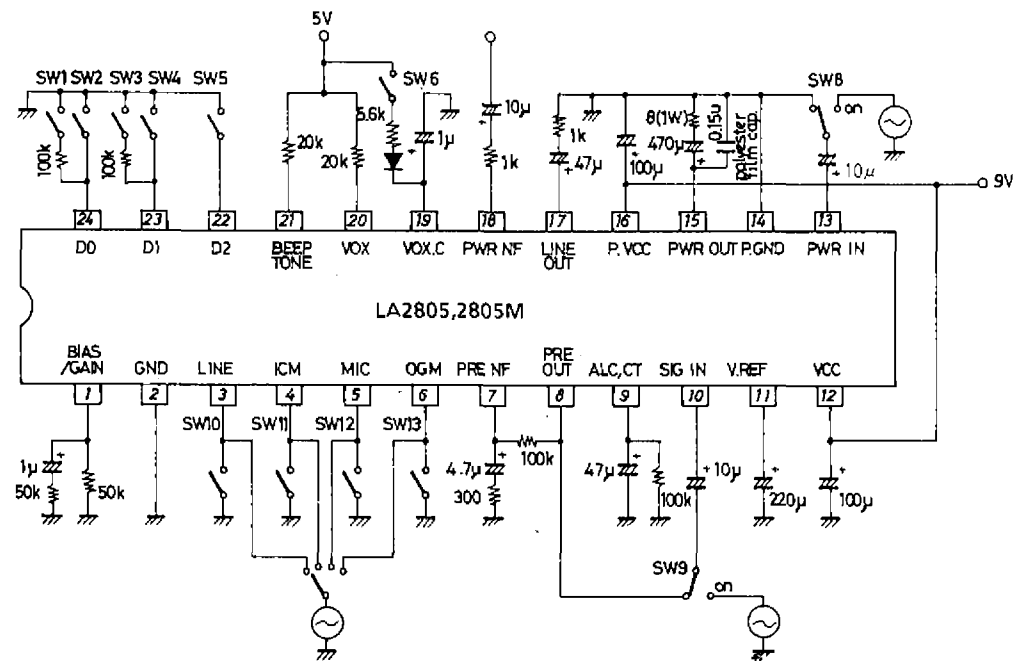 5V
SW1 SW2 SW3 SW4 SW5 SW6 SW8 on
100k 100k 20k 20k 5.6k 1μ 10μ 1k 1k 47μ 100μ 8(1W) 470μ 0.15u polyester film cap. 10μ
9V
24 23 22 21 20 19 18 17 16 15 14 13
D0 D1 D2 BEEP TONE VOX VOX.C PWR NF LINE OUT P.VCC PWR OUT P.GND PWR IN
LA2805,2805M
BIAS /GAIN GND LINE ICM MIC OGM PRE NF PRE OUT ALC,CT SIG IN V.REF VCC
1 2 3 4 5 6 7 8 9 10 11 12
SW10 SW11 SW12 SW13
1μ 50k 50k 4.7μ 300 100k 47μ 100k 10μ 220μ 100μ
SW9 on